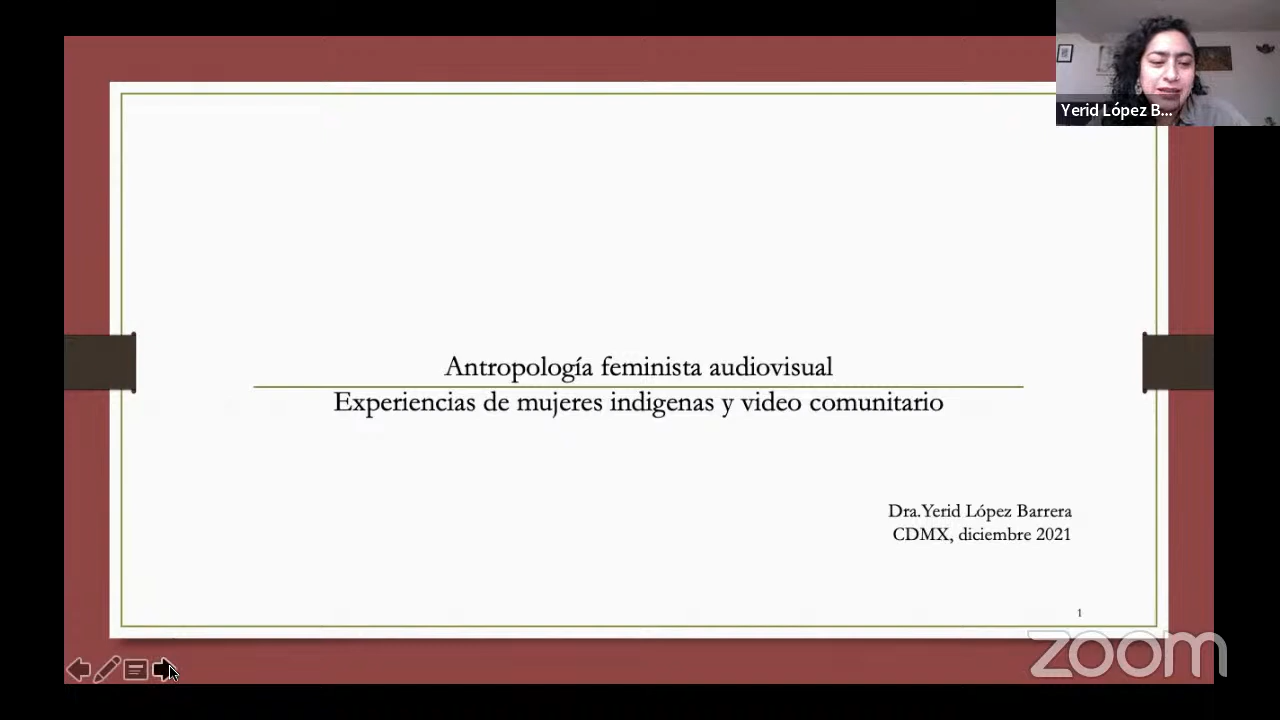 Yerid López B...
Antropología feminista audiovisual
Experiencias de mujeres indigenas y video comunitario
Dra.Yerid López Barrera
CDMX, diciembre 2021
1
zoom